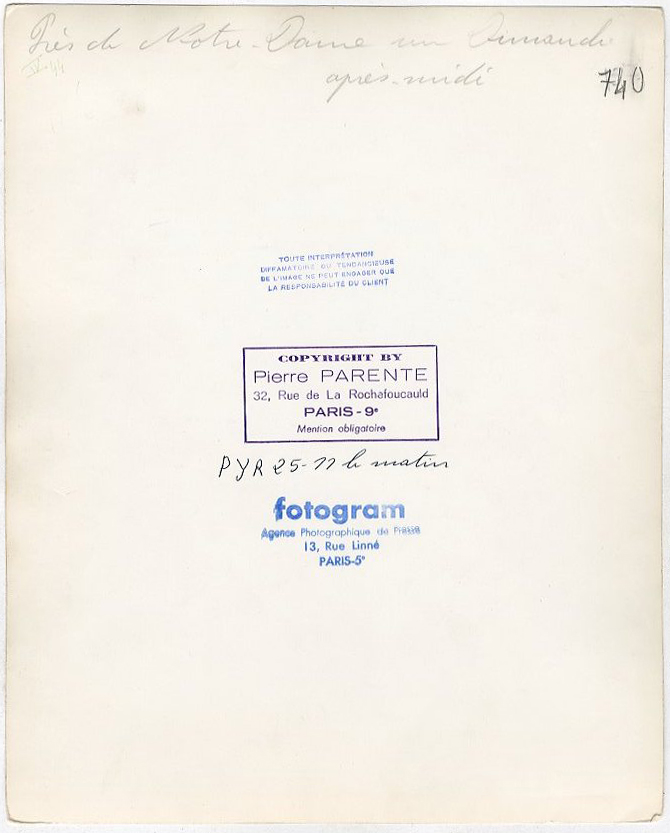 Près de Notre-Dame un Dimanche
après-midi
740
TOUTE INTERPRÉTATION
DIFFAMATOIRE OU TENDANCIEUSE
DE L'IMAGE NE PEUT ENGAGER QUE
LA RESPONSABILITÉ DU CLIENT
COPYRIGHT BY
Pierre PARENTE
32, Rue de La Rochafoucauld
PARIS - 9e
Mention obligatoire
PYR 25-11 le matin
fotogram
Agence Photographique de Presse
13, Rue Linné
PARIS-5e